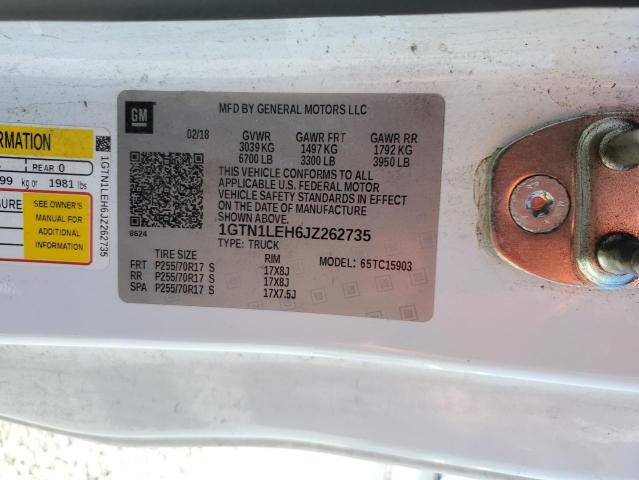 ORMATION
REAR 0
99 kg or 1981 lbs
SURE
SEE OWNER'S
MANUAL FOR
ADDITIONAL
INFORMATION
1GTN1LEH6JZ262735
GM
MFD BY GENERAL MOTORS LLC
02/18 GVWR GAWR FRT GAWR RR
3039 KG 1497 KG 1792 KG
6700 LB 3300 LB 3950 LB
THIS VEHICLE CONFORMS TO ALL
APPLICABLE U.S. FEDERAL MOTOR
VEHICLE SAFETY STANDARDS IN EFFECT
ON THE DATE OF MANUFACTURE
SHOWN ABOVE.
8624
1GTN1LEH6JZ262735
TYPE: TRUCK
TIRE SIZE RIM MODEL: 65TC15903
FRT P255/70R17 S 17X8J
RR P255/70R17 S 17X8J
SPA P255/70R17 S 17X7.5J